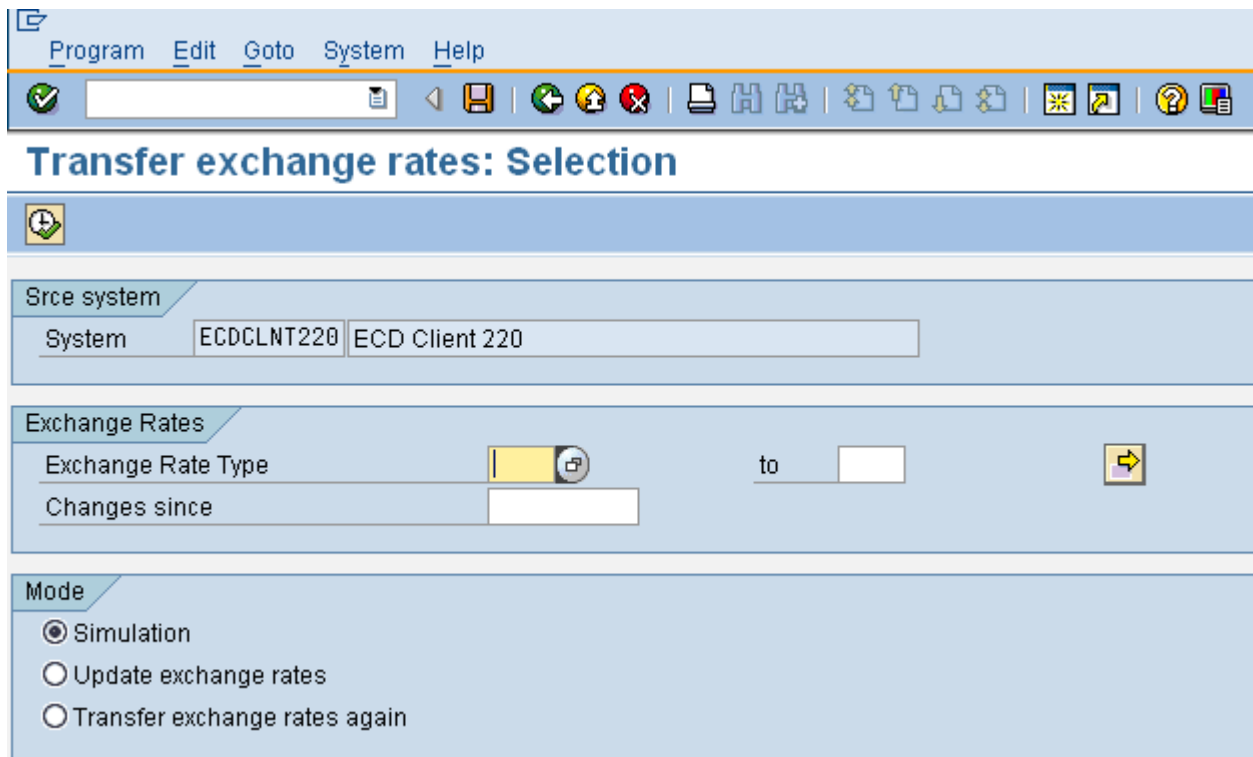 Program Edit Goto System Help
Transfer exchange rates: Selection
Srce system
System ECDCLNT220 ECD Client 220
Exchange Rates
Exchange Rate Type to
Changes since
Mode
Simulation
Update exchange rates
Transfer exchange rates again